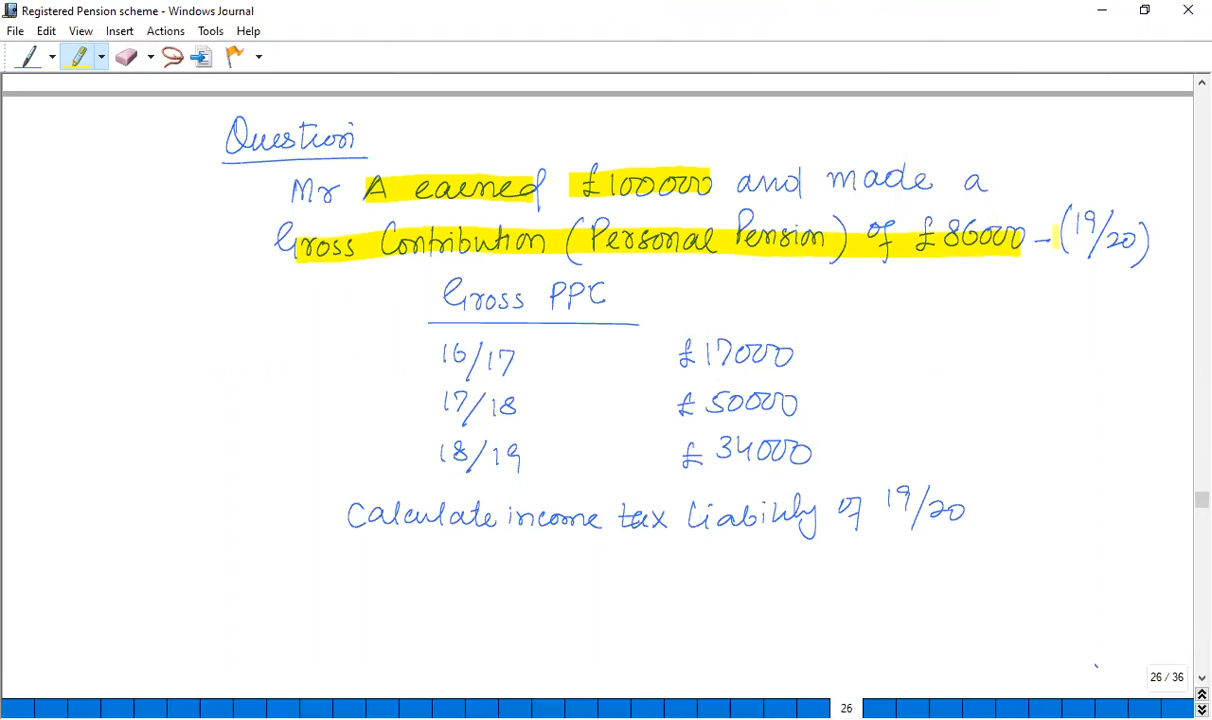 Registered Pension scheme - Windows Journal
File Edit View Insert Actions Tools Help
Question
Mr A earned £100000 and made a
Gross Contribution (Personal Pension) of £86000 - (19/20)
Gross PPC
16/17 £17000
17/18 £50000
18/19 £34000
Calculate income tax liability of 19/20
26 / 36
26